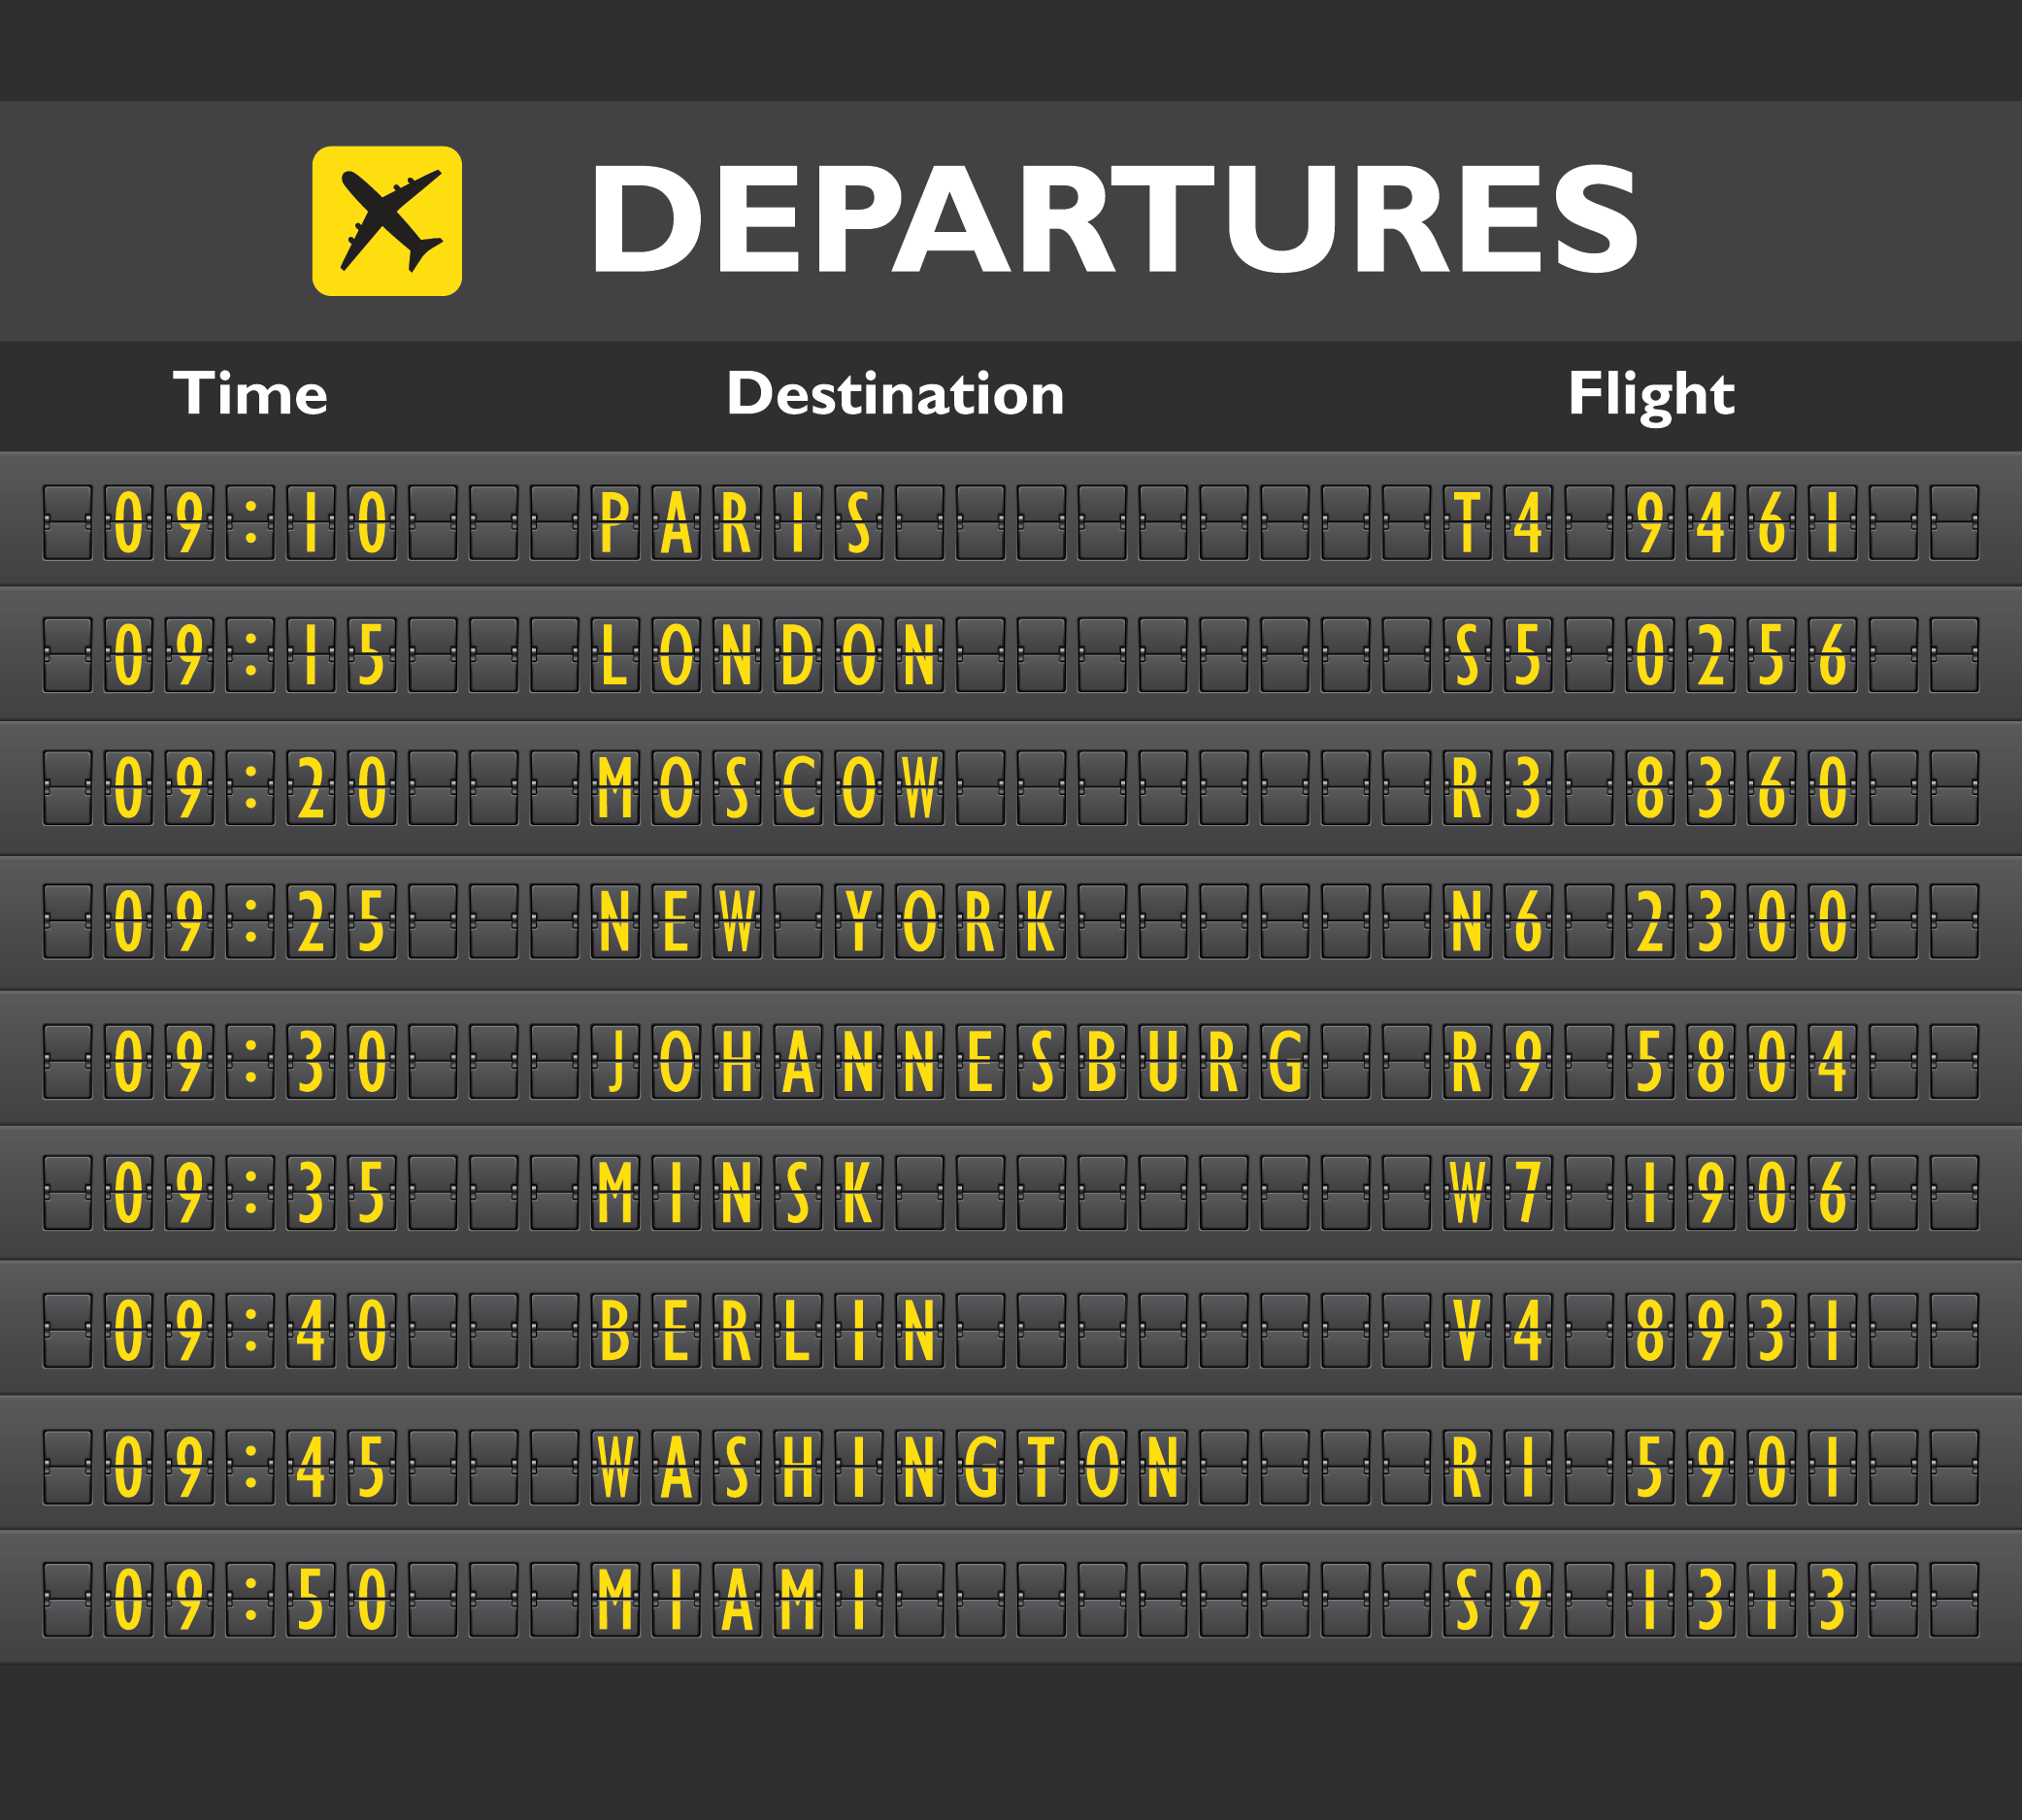 DEPARTURES
Time Destination Flight
09:10 PARIS T4 9461
09:15 LONDON S5 0256
09:20 MOSCOW R3 8360
09:25 NEW YORK N6 2300
09:30 JOHANNESBURG R9 5804
09:35 MINSK W7 1906
09:40 BERLIN V4 8931
09:45 WASHINGTON R1 5901
09:50 MIAMI S9 1313